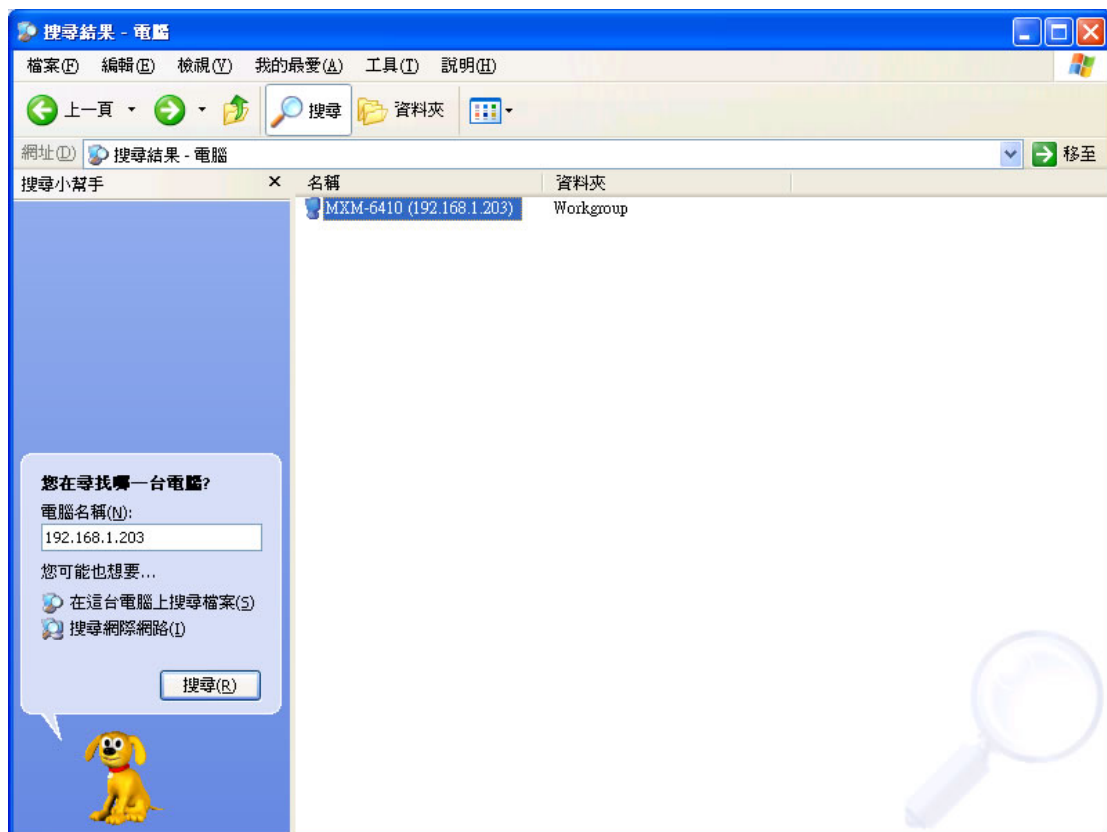 搜尋結果 - 電腦
檔案(F) 編輯(E) 檢視(V) 我的最愛(A) 工具(T) 說明(H)
上一頁 搜尋 資料夾
網址(D) 搜尋結果 - 電腦 移至
搜尋小幫手 × 名稱 資料夾
MXM-6410 (192.168.1.203) Workgroup
您在尋找哪一台電腦?
電腦名稱(N):
192.168.1.203
您可能也想要...
在這台電腦上搜尋檔案(S)
搜尋網際網路(I)
搜尋(R)